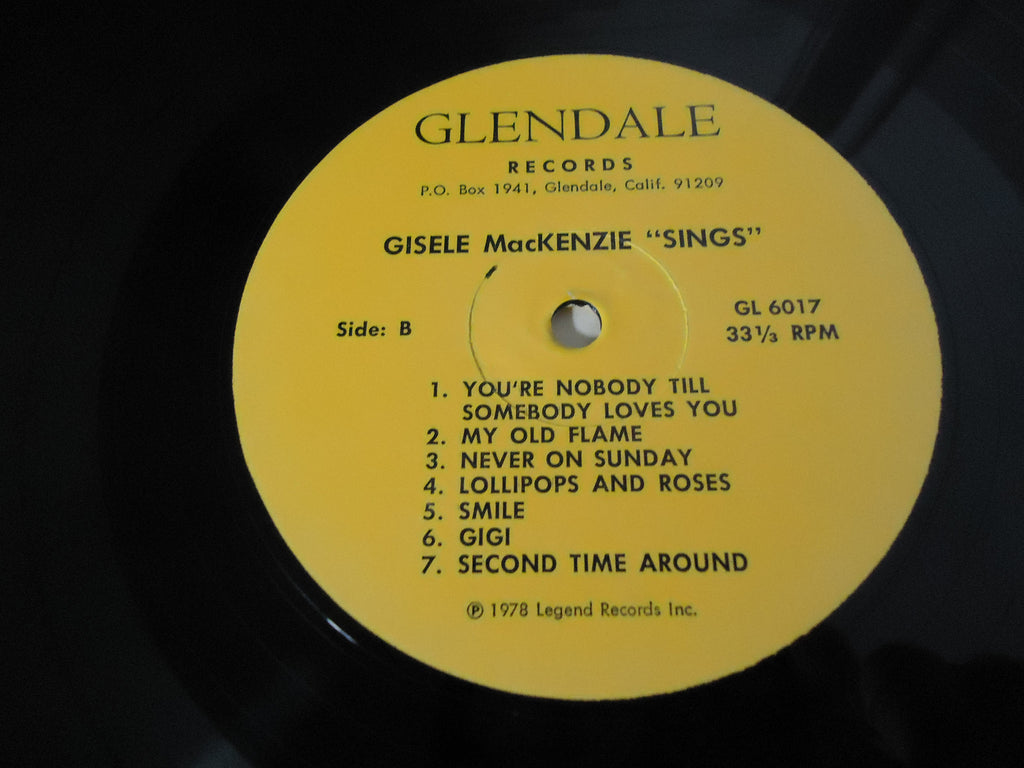 GLENDALE
RECORDS
P.O. Box 1941, Glendale, Calif. 91209
GISELE MacKENZIE “SINGS”
Side: B
GL 6017
33⅓ RPM
1. YOU'RE NOBODY TILL
SOMEBODY LOVES YOU
2. MY OLD FLAME
3. NEVER ON SUNDAY
4. LOLLIPOPS AND ROSES
5. SMILE
6. GIGI
7. SECOND TIME AROUND
℗ 1978 Legend Records Inc.